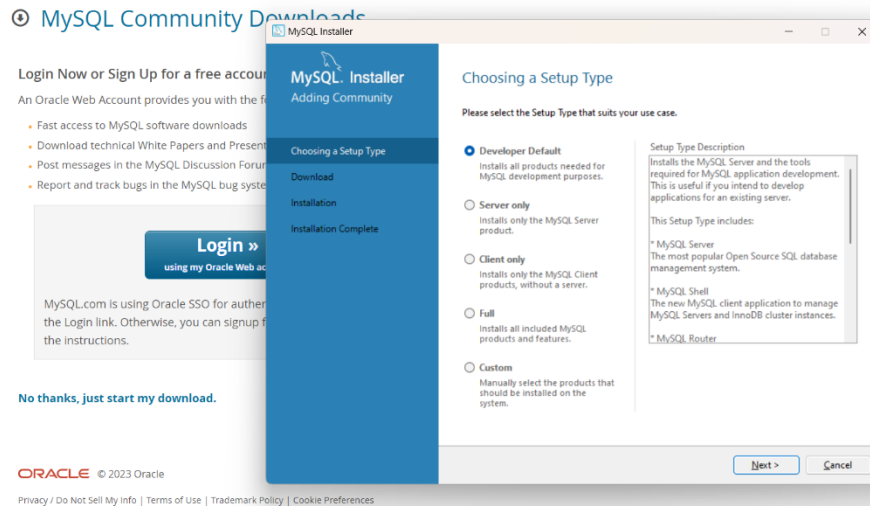 MySQL Community Downloads
Login Now or Sign Up for a free accour
An Oracle Web Account provides you with the f
Fast access to MySQL software downloads
Download technical White Papers and Present
Post messages in the MySQL Discussion Forur
Report and track bugs in the MySQL bug syste
Login »
using my Oracle Web ac
MySQL.com is using Oracle SSO for auther
the Login link. Otherwise, you can signup f
the instructions.
No thanks, just start my download.
ORACLE © 2023 Oracle
Privacy / Do Not Sell My Info | Terms of Use | Trademark Policy | Cookie Preferences
MySQL Installer
MySQL. Installer
Adding Community
Choosing a Setup Type
Download
Installation
Installation Complete
Choosing a Setup Type
Please select the Setup Type that suits your use case.
Developer Default
Installs all products needed for
MySQL development purposes.
Server only
Installs only the MySQL Server
product.
Client only
Installs only the MySQL Client
products, without a server.
Full
Installs all included MySQL
products and features.
Custom
Manually select the products that
should be installed on the
system.
Setup Type Description
Installs the MySQL Server and the tools
required for MySQL application development.
This is useful if you intend to develop
applications for an existing server.
This Setup Type includes:
* MySQL Server
The most popular Open Source SQL database
management system.
* MySQL Shell
The new MySQL client application to manage
MySQL Servers and InnoDB cluster instances.
* MySQL Router
Next >
Cancel